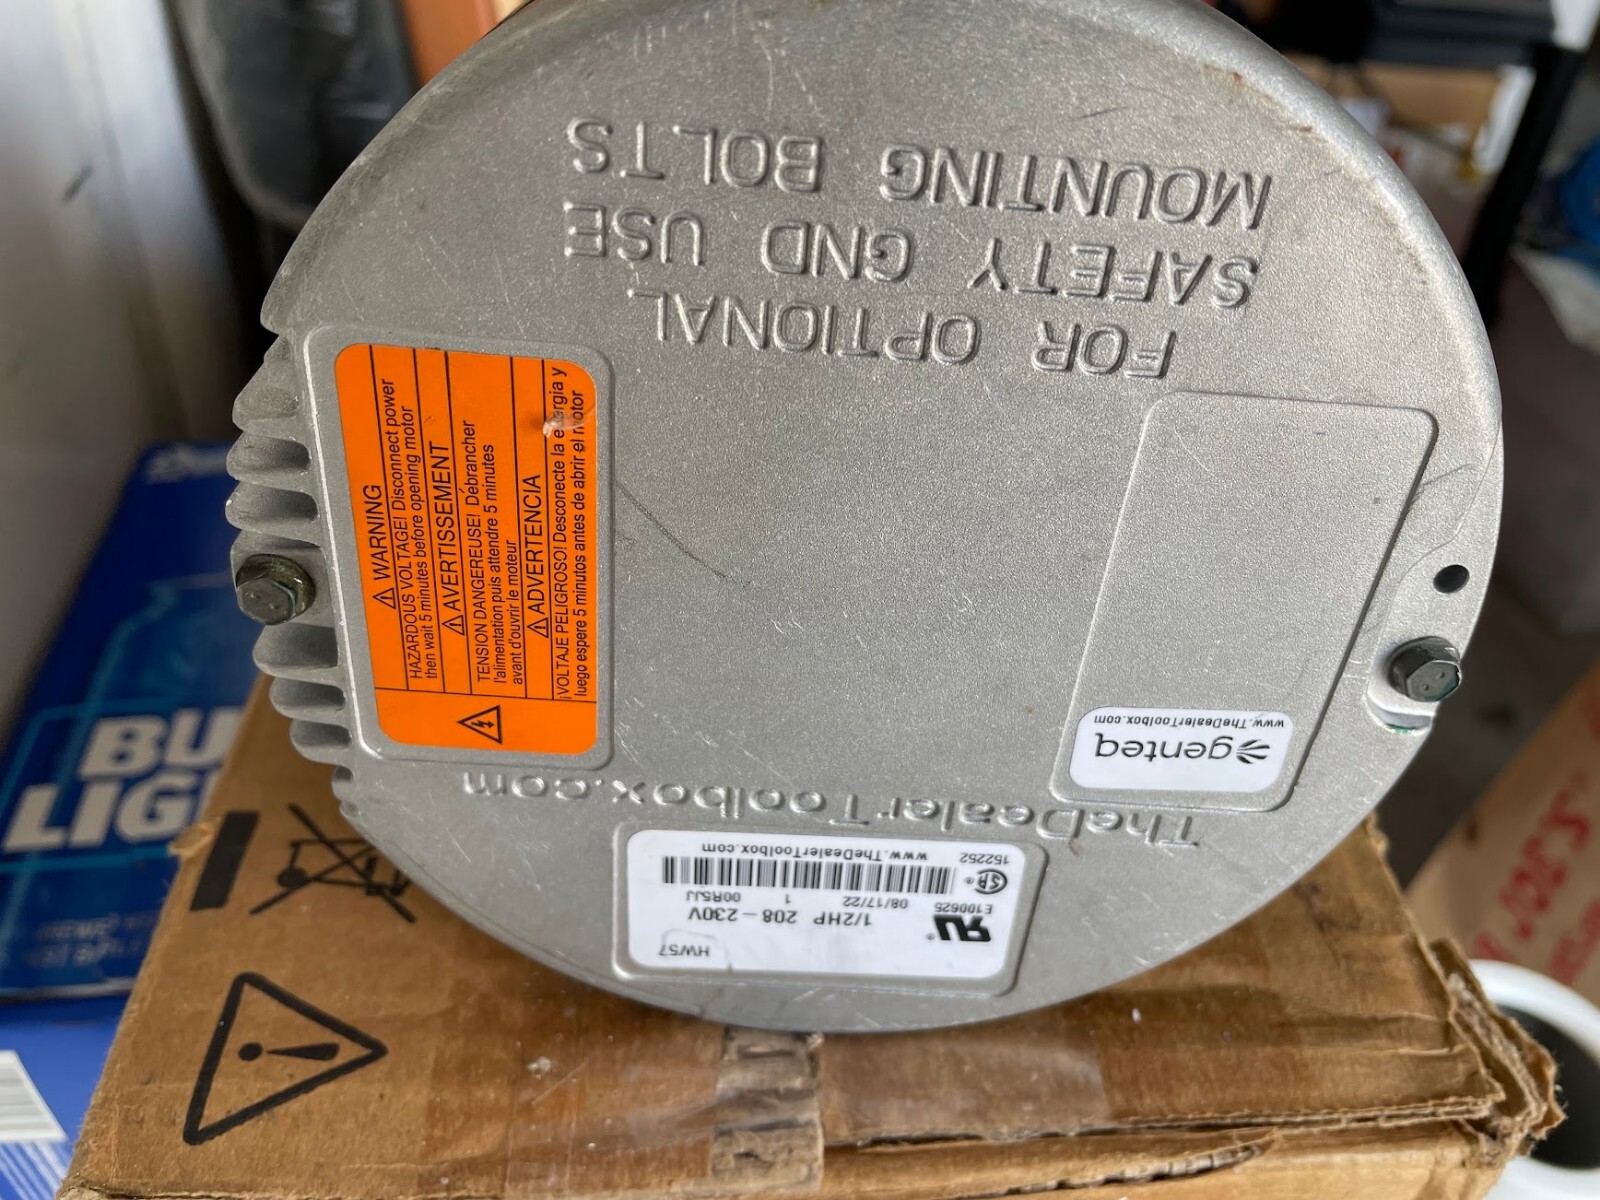 FOR OPTIONAL
SAFETY GND USE
MOUNTING BOLTS
WARNING
HAZARDOUS VOLTAGE! Disconnect power
then wait 5 minutes before opening motor
AVERTISSEMENT
TENSION DANGEREUSE! Débrancher
l'alimentation puis attendre 5 minutes
avant d'ouvrir le moteur
ADVERTENCIA
¡VOLTAJE PELIGROSO! Desconecte la energia y
luego espere 5 minutos antes de abrir el motor
genteq
www.TheDealerToolbox.com
TheDealerToolbox.com
HW57
1/2HP 208-230V
E100625 08/17/22 1 00R5JJ
152252 www.TheDealerToolbox.com
BU
LIG